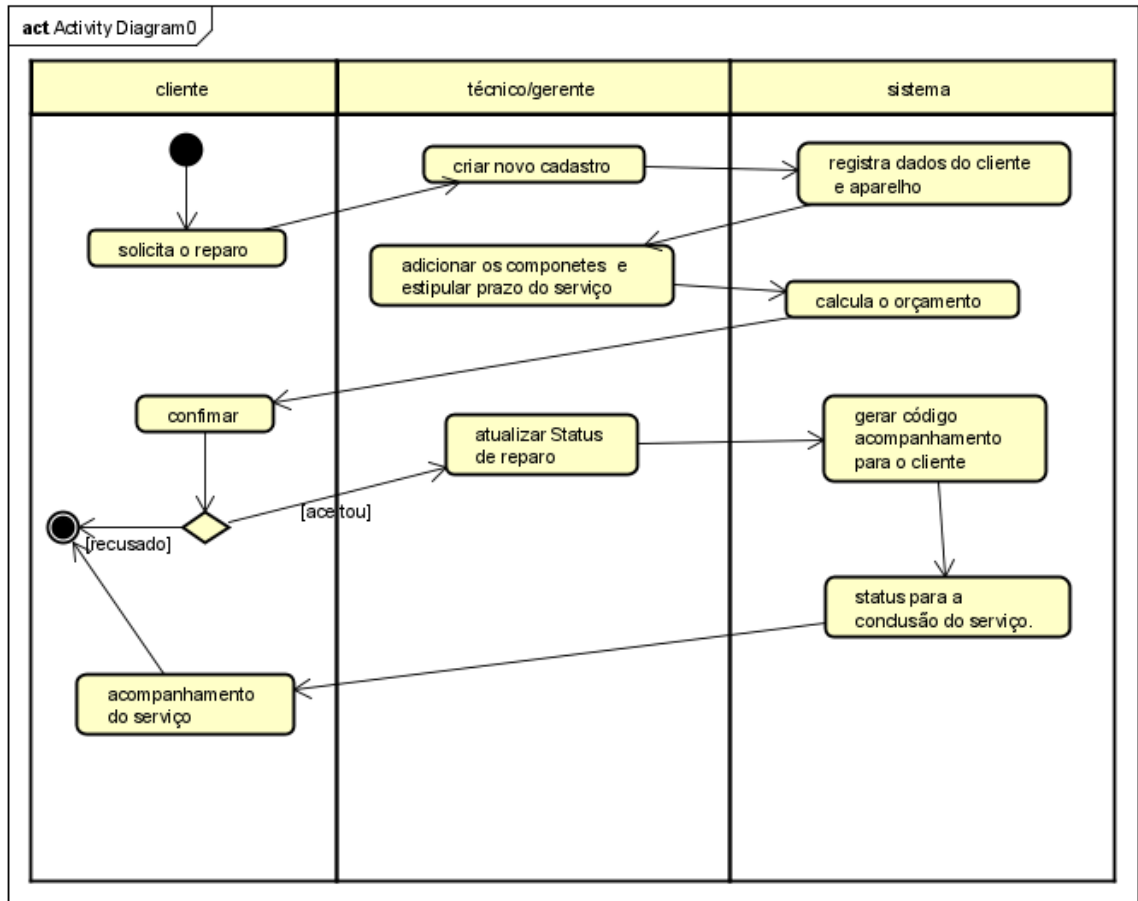 act Activity Diagram0
cliente
técnico/gerente
sistema
criar novo cadastro
registra dados do cliente
e aparelho
solicita o reparo
adicionar os componetes e
estipular prazo do serviço
calcula o orçamento
confimar
atualizar Status
de reparo
gerar código
acompanhamento
para o cliente
[aceitou]
[recusado]
status para a
conclusão do serviço.
acompanhamento
do serviço